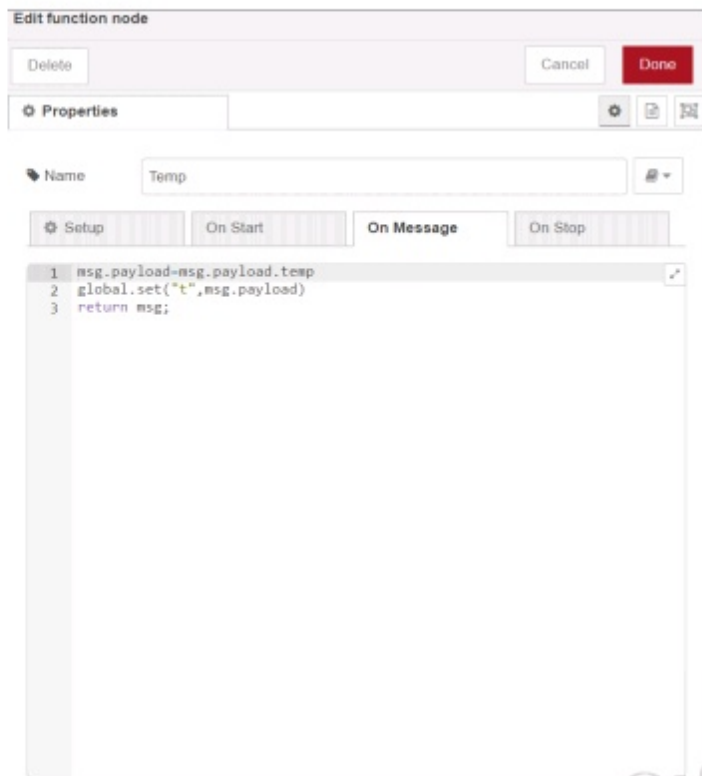 Edit function node
Delete Cancel Done
Properties
Name Temp
Setup On Start On Message On Stop
1 msg.payload=msg.payload.temp
2 global.set("t",msg.payload)
3 return msg;